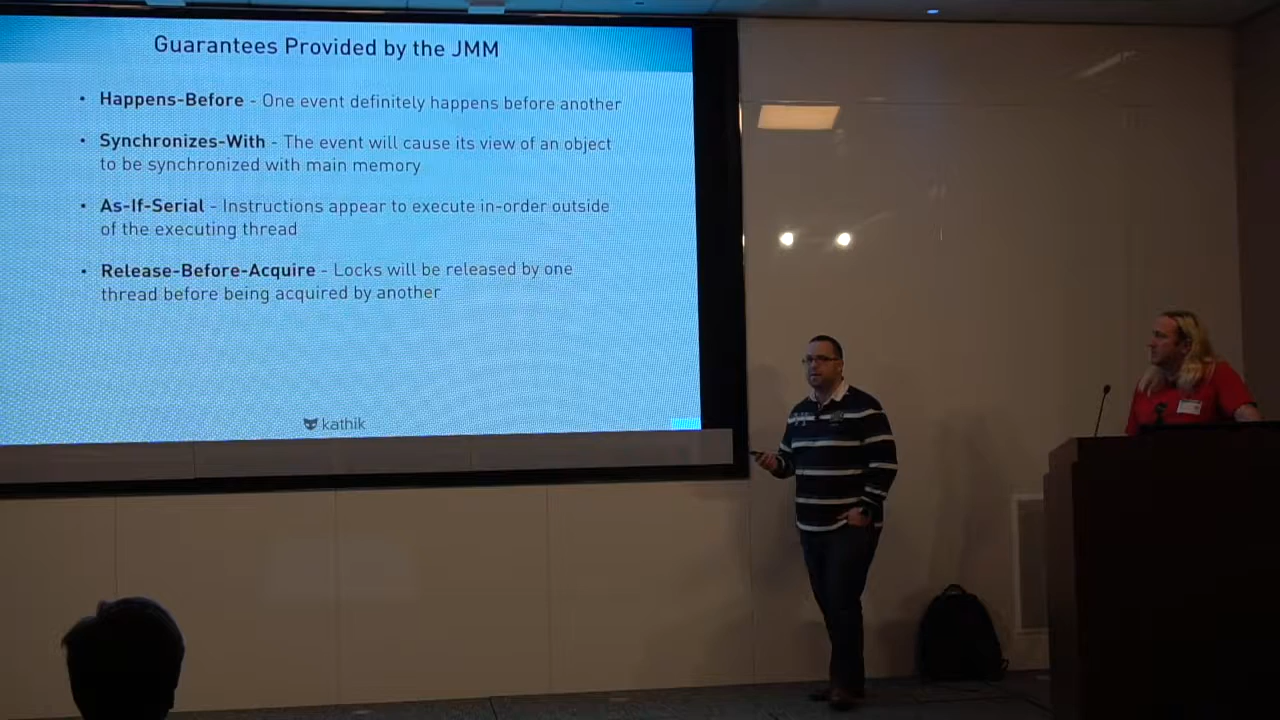 Guarantees Provided by the JMM
• Happens-Before - One event definitely happens before another
• Synchronizes-With - The event will cause its view of an object
to be synchronized with main memory
• As-If-Serial - Instructions appear to execute in-order outside
of the executing thread
• Release-Before-Acquire - Locks will be released by one
thread before being acquired by another
kathik